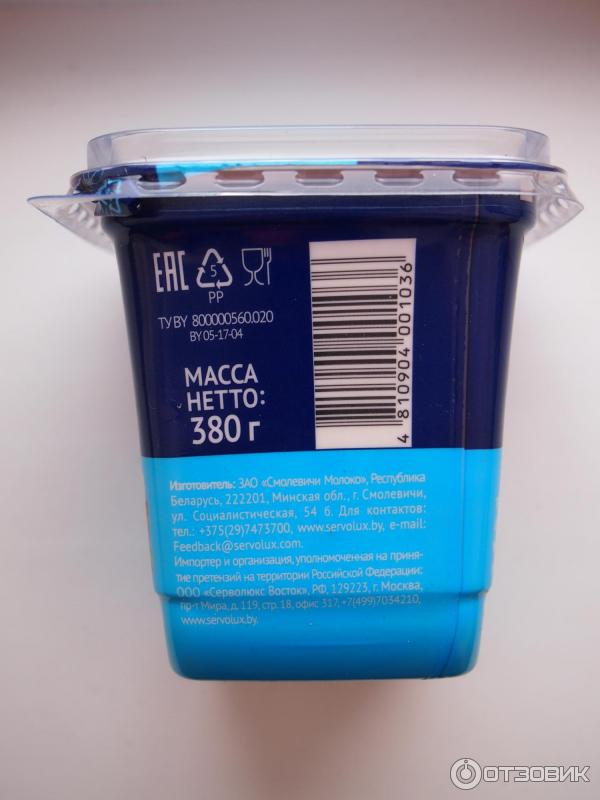 EAC
5
PP
ТУ BY 800000560.020
BY 05-17-04
МАССА
НЕТТО:
380 г
4 810904 001036
Изготовитель: ЗАО «Смолевичи Молоко», Республика
Беларусь, 222201, Минская обл., г. Смолевичи,
ул. Социалистическая, 54 б. Для контактов:
тел.: +375(29)7473700, www.servolux.by, e-mail:
Feedback@servolux.com.
Импортер и организация, уполномоченная на приня-
тие претензий на территории Российской Федерации:
ООО «Серволюкс Восток», РФ, 129223, г. Москва,
пр-т Мира, д. 119, стр. 18, офис 317, +7(499)7034210,
www.servolux.by.
ОТЗОВИК